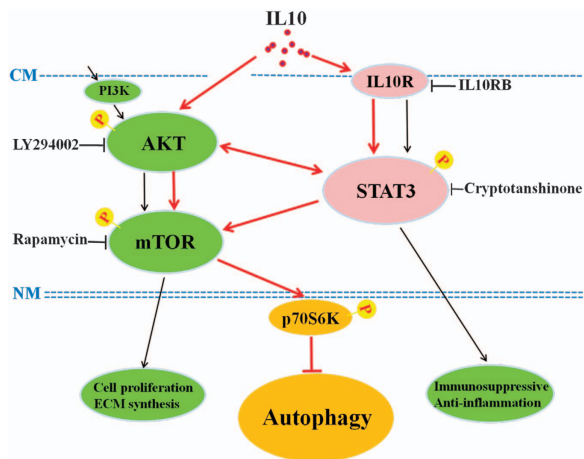 IL10
CM
IL10R
IL10RB
PI3K
P
LY294002
AKT
P
STAT3
Cryptotanshinone
P
Rapamycin
mTOR
NM
p70S6K
P
Cell proliferation
ECM synthesis
Autophagy
Immunosuppressive
Anti-inflammation